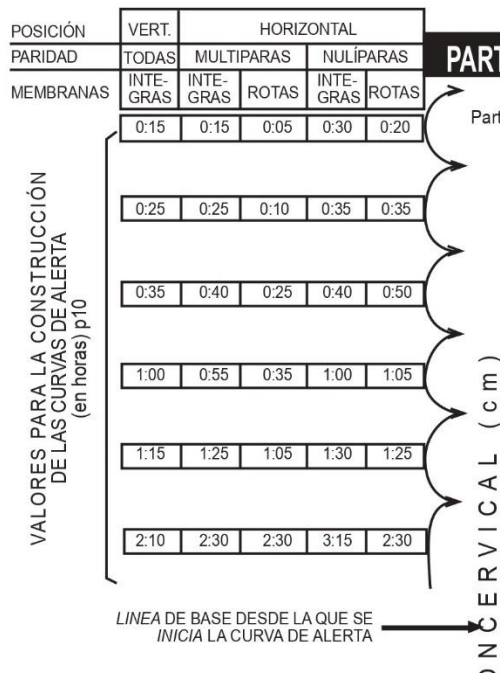 POSICIÓN VERT. HORIZONTAL
PARIDAD TODAS MULTIPARAS NULÍPARAS
MEMBRANAS INTE-GRAS INTE-GRAS ROTAS INTE-GRAS ROTAS
PART
Part
0:15 0:15 0:05 0:30 0:20
0:25 0:25 0:10 0:35 0:35
0:35 0:40 0:25 0:40 0:50
1:00 0:55 0:35 1:00 1:05
1:15 1:25 1:05 1:30 1:25
2:10 2:30 2:30 3:15 2:30
VALORES PARA LA CONSTRUCCIÓN
DE LAS CURVAS DE ALERTA
(en horas) p10
LINEA DE BASE DESDE LA QUE SE
INICIA LA CURVA DE ALERTA
ONCERVICAL (cm)